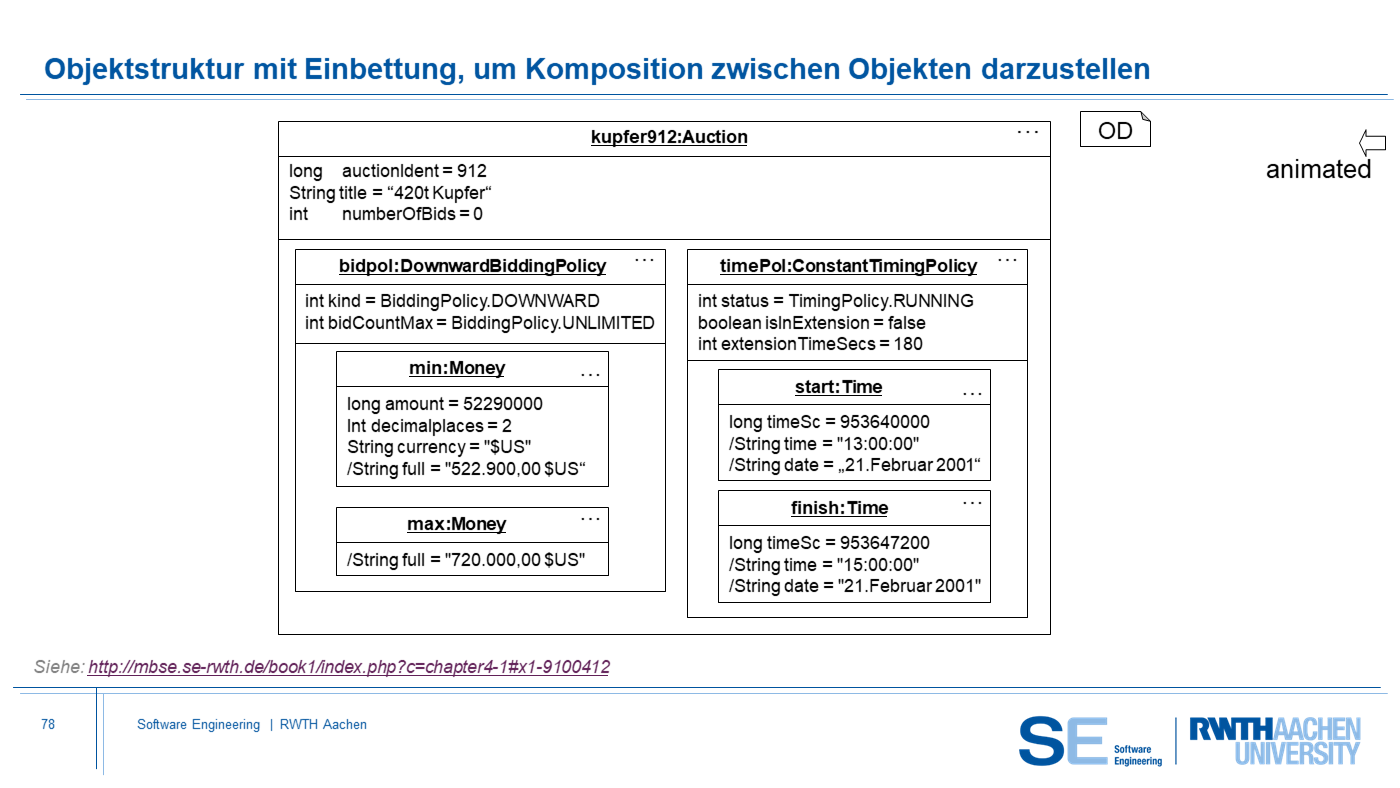 Objektstruktur mit Einbettung, um Komposition zwischen Objekten darzustellen
kupfer912:Auction ...
OD
animated
long auctionIdent = 912
String title = “420t Kupfer“
int numberOfBids = 0
bidpol:DownwardBiddingPolicy ...
int kind = BiddingPolicy.DOWNWARD
int bidCountMax = BiddingPolicy.UNLIMITED
min:Money ...
long amount = 52290000
Int decimalplaces = 2
String currency = "$US"
/String full = "522.900,00 $US“
max:Money ...
/String full = "720.000,00 $US"
timePol:ConstantTimingPolicy ...
int status = TimingPolicy.RUNNING
boolean isInExtension = false
int extensionTimeSecs = 180
start:Time ...
long timeSc = 953640000
/String time = "13:00:00"
/String date = „21.Februar 2001“
finish:Time ...
long timeSc = 953647200
/String time = "15:00:00"
/String date = "21.Februar 2001"
Siehe: http://mbse.se-rwth.de/book1/index.php?c=chapter4-1#x1-9100412
78
Software Engineering | RWTH Aachen
SE Software
Engineering
RWTHAACHEN
UNIVERSITY